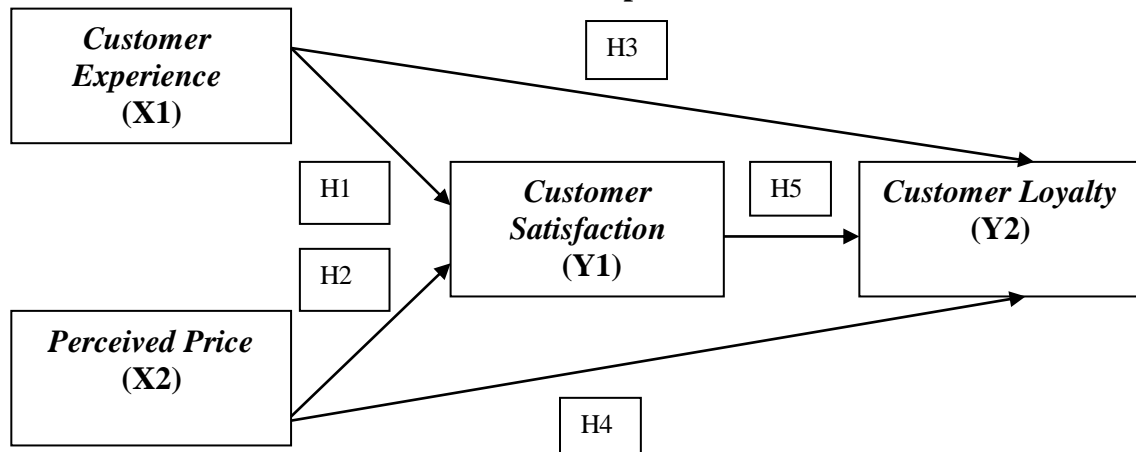 Customer
Experience
(X1)
H3
H1
Customer
Satisfaction
(Y1)
H5
Customer Loyalty
(Y2)
H2
Perceived Price
(X2)
H4